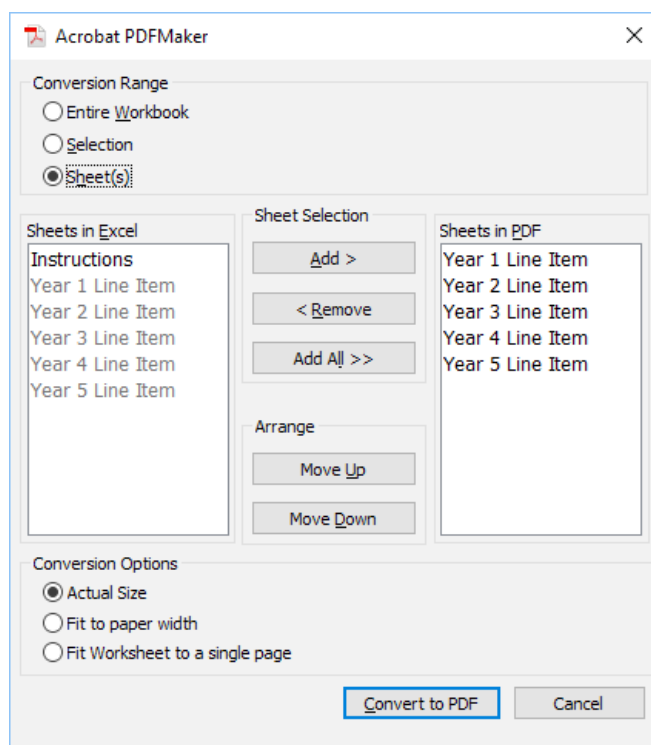 Acrobat PDFMaker
Conversion Range
Entire Workbook
Selection
Sheet(s)
Sheets in Excel
Instructions
Year 1 Line Item
Year 2 Line Item
Year 3 Line Item
Year 4 Line Item
Year 5 Line Item
Sheet Selection
Add >
< Remove
Add All >>
Arrange
Move Up
Move Down
Sheets in PDF
Year 1 Line Item
Year 2 Line Item
Year 3 Line Item
Year 4 Line Item
Year 5 Line Item
Conversion Options
Actual Size
Fit to paper width
Fit Worksheet to a single page
Convert to PDF
Cancel